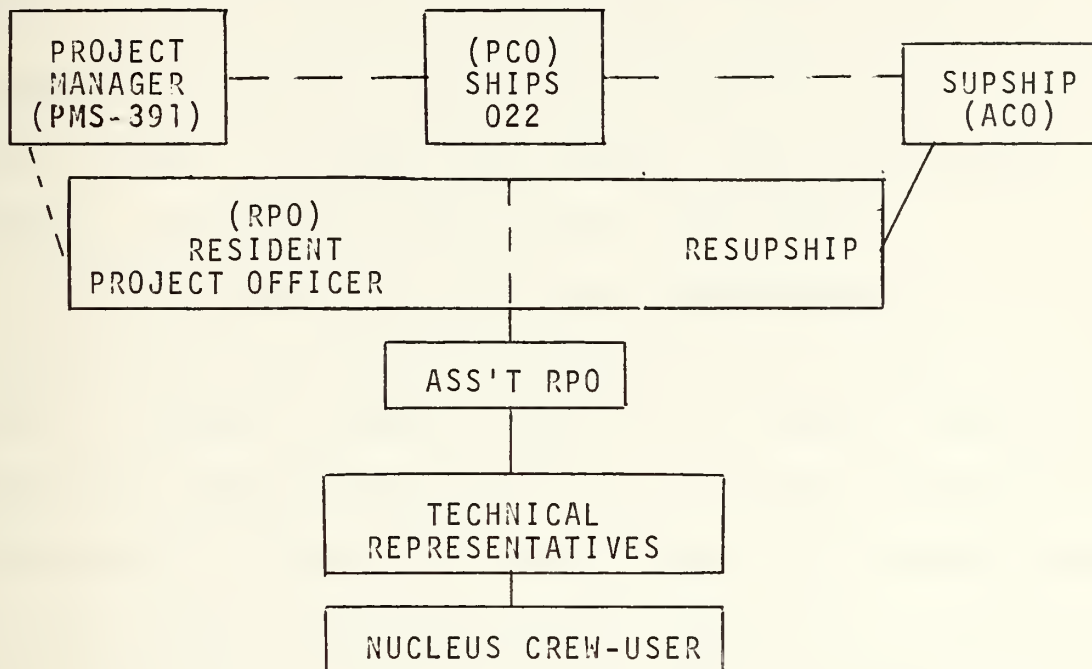 PROJECT
MANAGER
(PMS-391)
(PCO)
SHIPS
022
SUPSHIP
(ACO)
(RPO)
RESIDENT
PROJECT OFFICER
RESUPSHIP
ASS'T RPO
TECHNICAL
REPRESENTATIVES
NUCLEUS CREW-USER